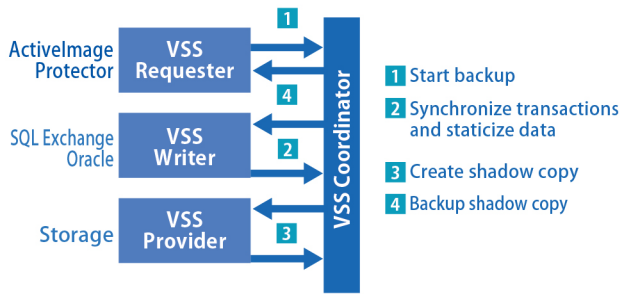 1
ActiveImage
Protector
VSS
Requester
4
SQL Exchange
Oracle
VSS
Writer
2
Storage
VSS
Provider
3
VSS Coordinator
1 Start backup
2 Synchronize transactions
and staticize data
3 Create shadow copy
4 Backup shadow copy